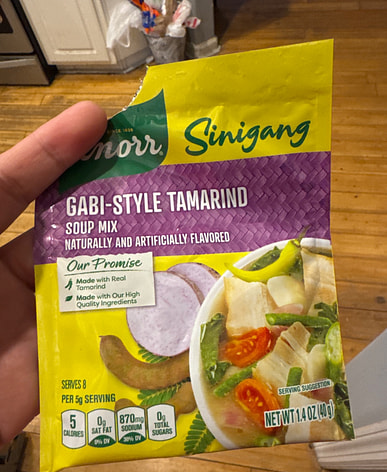 SINCE 1838
Knorr
Sinigang
GABI-STYLE TAMARIND
SOUP MIX
NATURALLY AND ARTIFICIALLY FLAVORED
Our Promise
Made with Real
Tamarind
Made with Our High
Quality Ingredients
SERVES 8
PER 5g SERVING
5
CALORIES
0g
SAT FAT
0% DV
870mg
SODIUM
38% DV
0g
TOTAL
SUGARS
SERVING SUGGESTION
NET WT 1.4 OZ (40g)